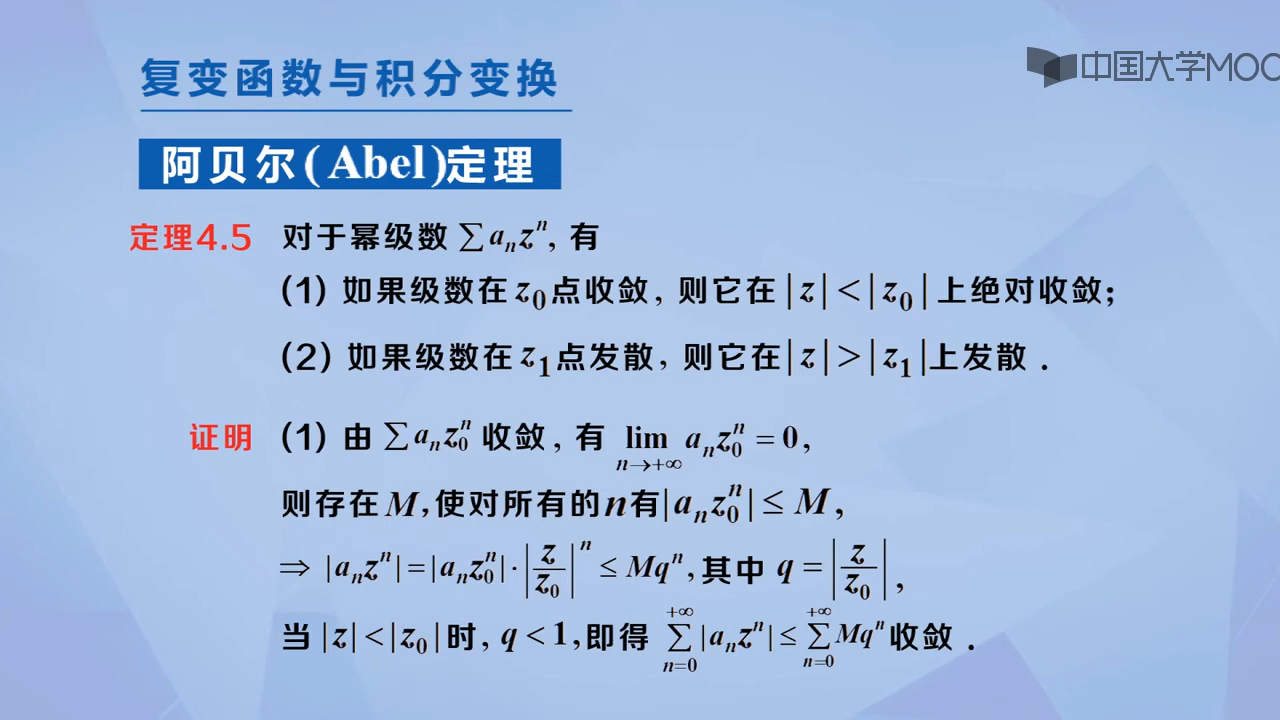 复变函数与积分变换
中国大学MOOC
阿贝尔(Abel)定理
定理4.5 对于幂级数 ∑ aₙzⁿ, 有
(1) 如果级数在 z₀ 点收敛, 则它在 |z| < |z₀| 上绝对收敛;
(2) 如果级数在 z₁ 点发散, 则它在 |z| > |z₁| 上发散.
证明 (1) 由 ∑ aₙz₀ⁿ 收敛, 有 lim_{n→+∞} aₙz₀ⁿ = 0,
则存在 M, 使对所有的 n 有 |aₙz₀ⁿ| ≤ M,
⇒ |aₙzⁿ| = |aₙz₀ⁿ| · |z/z₀|ⁿ ≤ Mqⁿ, 其中 q = |z/z₀|,
当 |z| < |z₀| 时, q < 1, 即得 ∑_{n=0}^{+∞} |aₙzⁿ| ≤ ∑_{n=0}^{+∞} Mqⁿ 收敛.